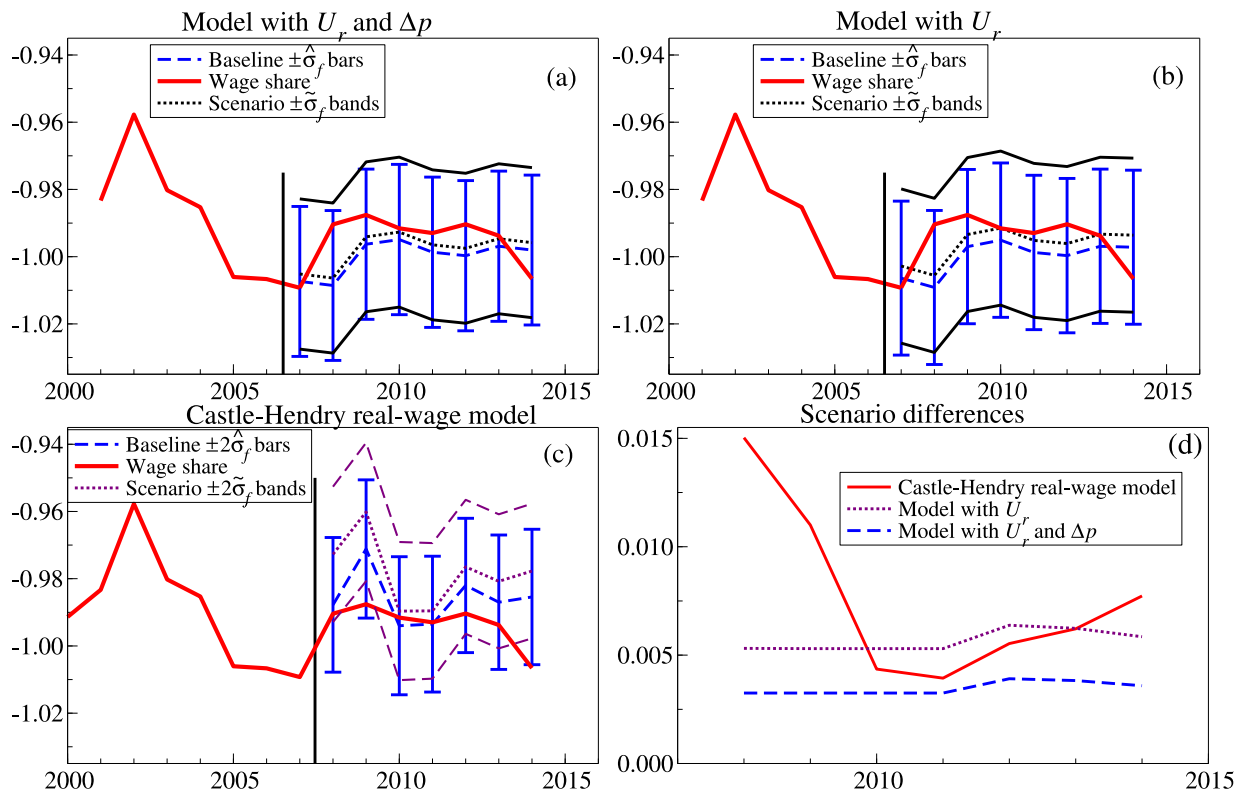 Model with U_r and Δp
-0.94
-0.96
-0.98
-1.00
-1.02
Baseline ±σ̂_f bars
Wage share
Scenario ±σ̃_f bands
(a)
2000 2005 2010 2015
Model with U_r
-0.94
-0.96
-0.98
-1.00
-1.02
Baseline ±σ̂_f bars
Wage share
Scenario ±σ̃_f bands
(b)
2000 2005 2010 2015
Castle-Hendry real-wage model
-0.94
-0.96
-0.98
-1.00
-1.02
Baseline ±2σ̂_f bars
Wage share
Scenario ±2σ̃_f bands
(c)
2000 2005 2010 2015
Scenario differences
0.015
0.010
0.005
0.000
(d)
Castle-Hendry real-wage model
Model with U_r
Model with U_r and Δp
2010 2015